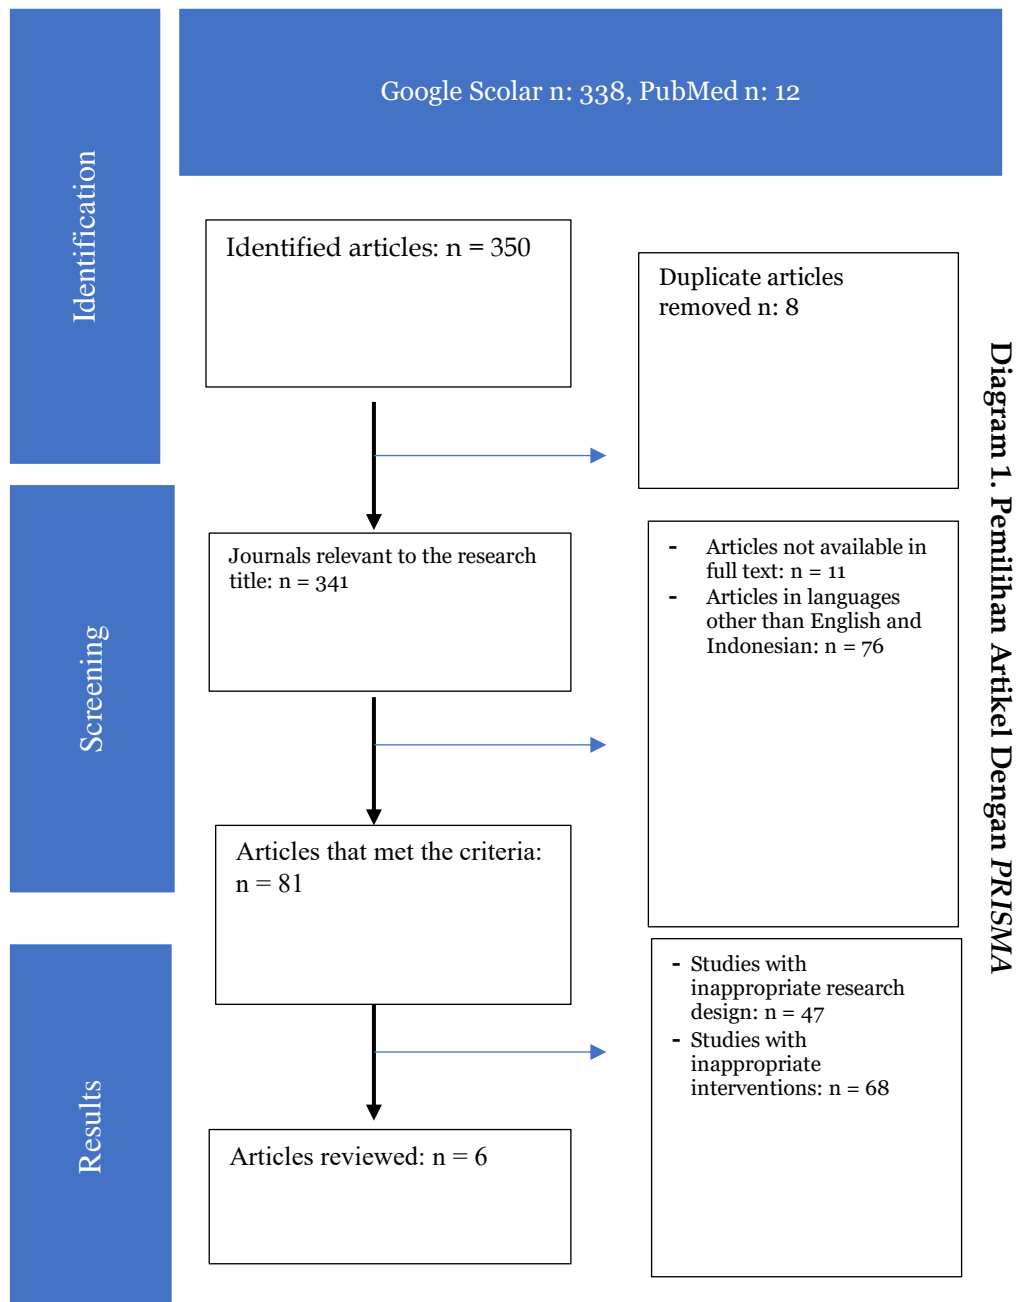 Google Scolar n: 338, PubMed n: 12
Identification
Identified articles: n = 350
Duplicate articles
removed n: 8
Screening
Journals relevant to the research
title: n = 341
- Articles not available in
full text: n = 11
- Articles in languages
other than English and
Indonesian: n = 76
Articles that met the criteria:
n = 81
Results
- Studies with
inappropriate research
design: n = 47
- Studies with
inappropriate
interventions: n = 68
Articles reviewed: n = 6
Diagram 1. Pemilihan Artikel Dengan PRISMA